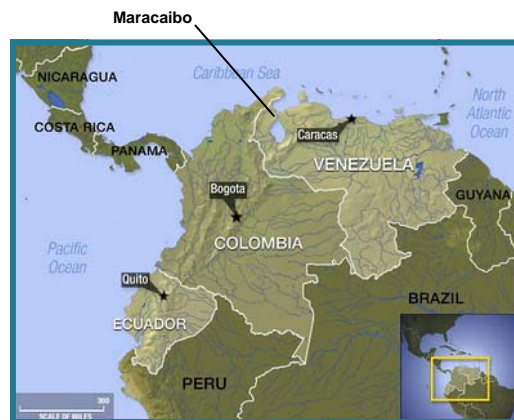 Maracaibo
NICARAGUA
Caribbean Sea
North
Atlantic
Ocean
COSTA RICA
PANAMA
Caracas
VENEZUELA
GUYANA
Bogota
COLOMBIA
Pacific
Ocean
Quito
ECUADOR
BRAZIL
PERU
300
SCALE OF MILES